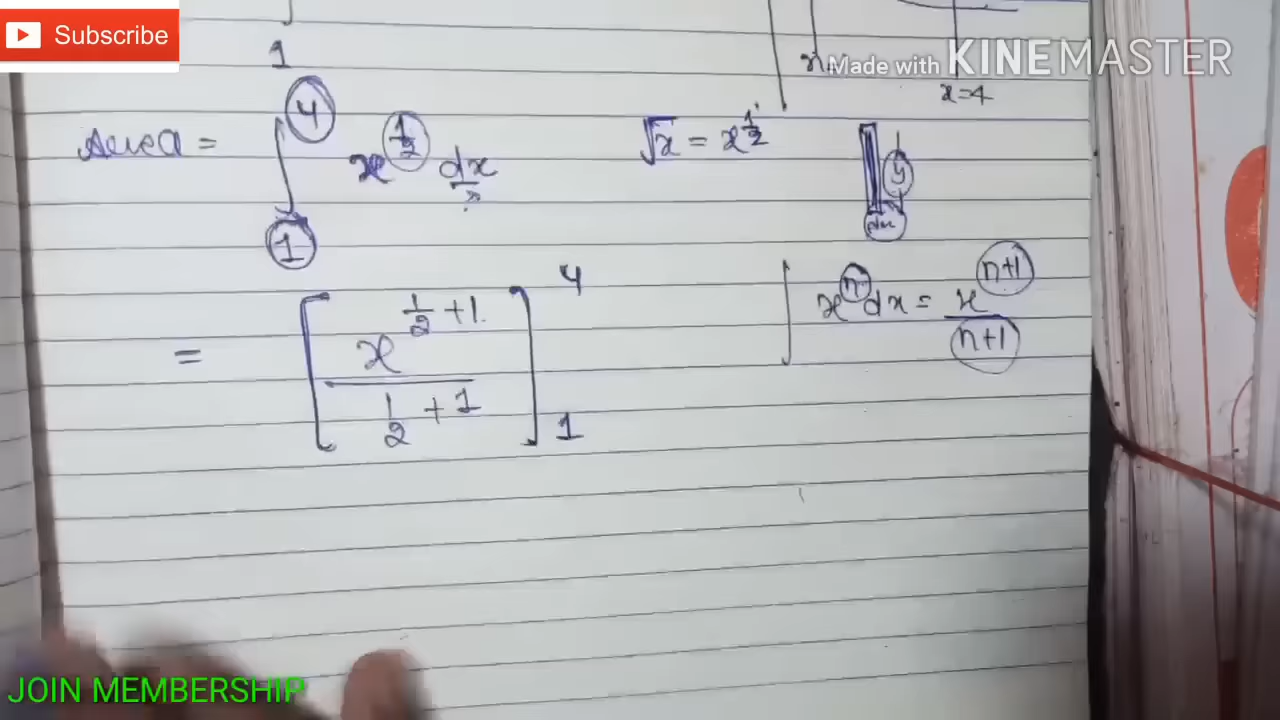 Subscribe
1
x
Made with KINEMASTER
x=4
Area = ∫₁⁴ x^(1/2) dx
√x = x^(1/2)
y
dx
= [ x^(1/2 +1) / (1/2 + 1) ]₁⁴
∫ x^n dx = x^(n+1) / (n+1)
JOIN MEMBERSHIP